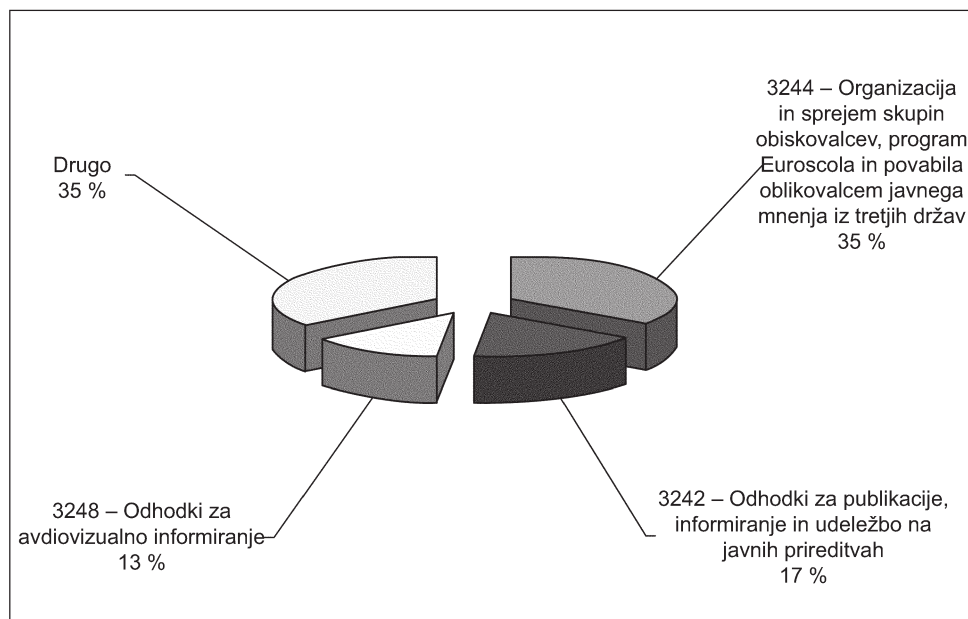 3244 – Organizacija
in sprejem skupin
obiskovalcev, program
Euroscola in povabila
oblikovalcem javnega
mnenja iz tretjih držav
35 %
Drugo
35 %
3248 – Odhodki za
avdiovizualno informiranje
13 %
3242 – Odhodki za publikacije,
informiranje in udeležbo na
javnih prireditvah
17 %